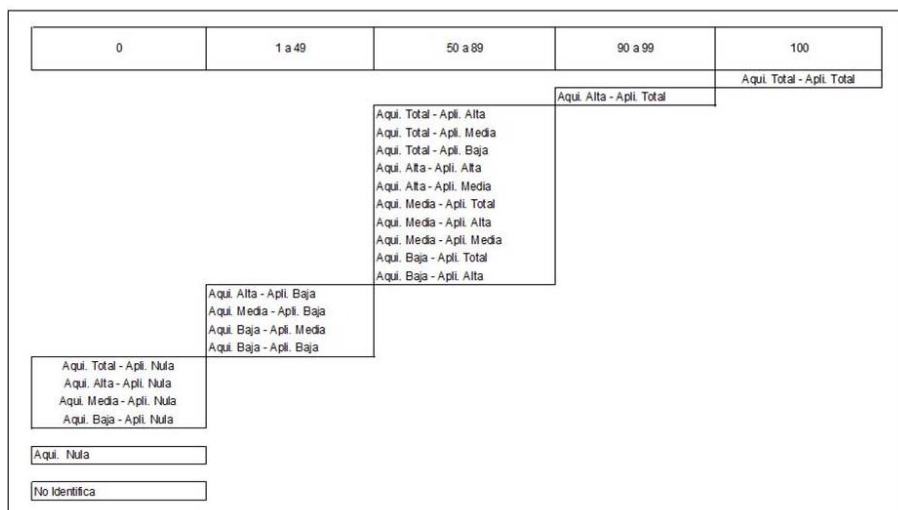 0 1 a 49 50 a 89 90 a 99 100
Aqui. Total - Apli. Total
Aqui. Alta - Apli. Total
Aqui. Total - Apli. Alta
Aqui. Total - Apli. Media
Aqui. Total - Apli. Baja
Aqui. Alta - Apli. Alta
Aqui. Alta - Apli. Media
Aqui. Media - Apli. Total
Aqui. Media - Apli. Alta
Aqui. Media - Apli. Media
Aqui. Baja - Apli. Total
Aqui. Baja - Apli. Alta
Aqui. Alta - Apli. Baja
Aqui. Media - Apli. Baja
Aqui. Baja - Apli. Media
Aqui. Baja - Apli. Baja
Aqui. Total - Apli. Nula
Aqui. Alta - Apli. Nula
Aqui. Media - Apli. Nula
Aqui. Baja - Apli. Nula
Aqui. Nula
No Identifica